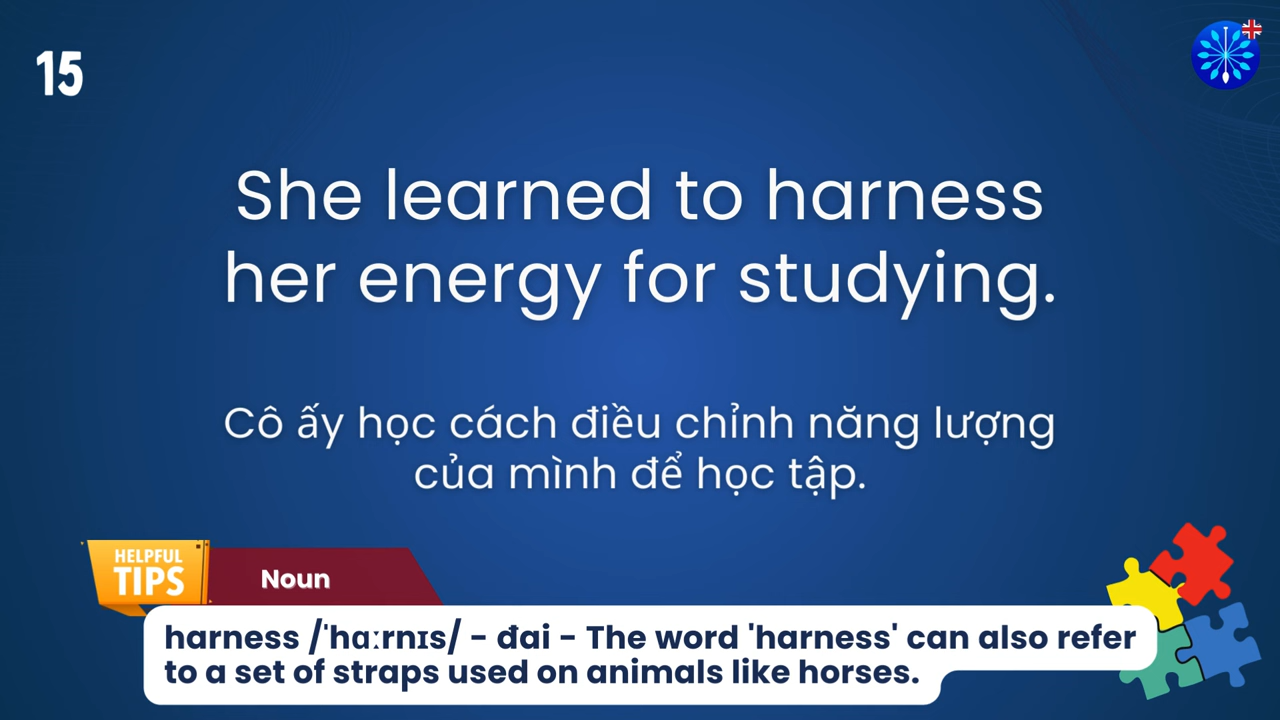 15
She learned to harness
her energy for studying.
Cô ấy học cách điều chỉnh năng lượng
của mình để học tập.
HELPFUL
TIPS
Noun
harness /ˈhɑːrnɪs/ - đai - The word 'harness' can also refer
to a set of straps used on animals like horses.